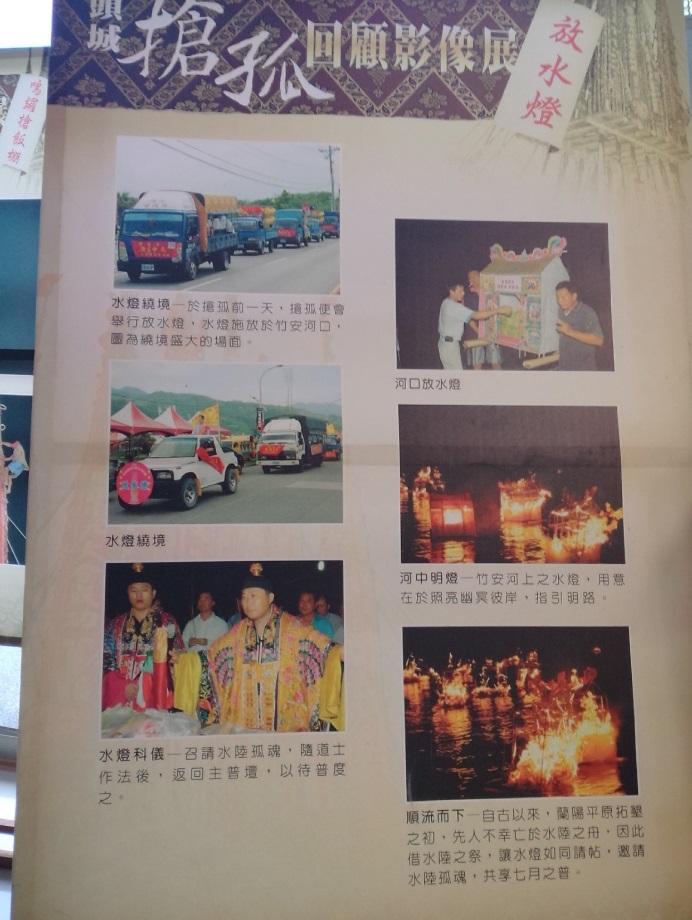 頭城
搶孤
回顧影像展
放水燈
鳴鑼搶飯棚
水燈繞境—於搶孤前一天，搶孤便會
舉行放水燈，水燈施放於竹安河口，
圖為繞境盛大的場面。
水燈繞境
水燈科儀—召請水陸孤魂，隨道士
作法後，返回主普壇，以待普度
之。
河口放水燈
河中明燈—竹安河上之水燈，用意
在於照亮幽冥彼岸，指引明路。
順流而下—自古以來，蘭陽平原拓墾
之初，先人不幸亡於水陸之舟，因此
借水陸之祭，讓水燈如同請帖，邀請
水陸孤魂，共享七月之普。